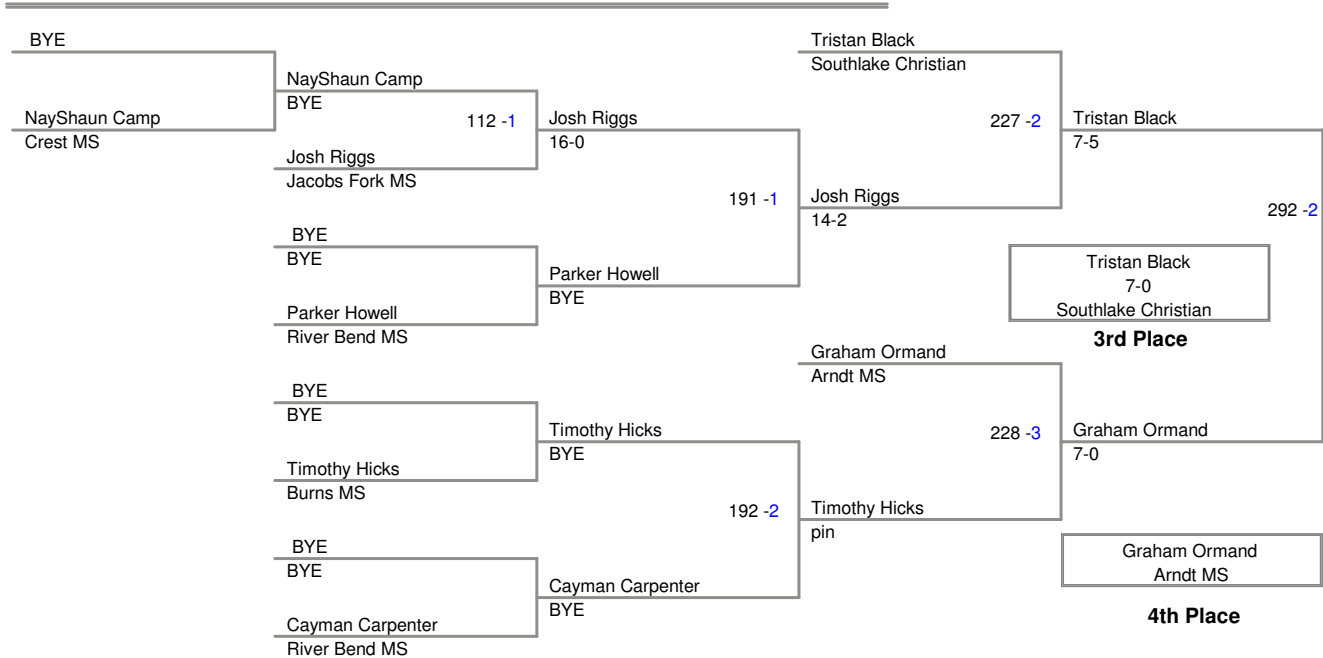 BYE
NayShaun Camp
Crest MS
NayShaun Camp
BYE
112 -1
Josh Riggs
Jacobs Fork MS
BYE
BYE
Parker Howell
River Bend MS
BYE
BYE
Timothy Hicks
Burns MS
BYE
BYE
Cayman Carpenter
River Bend MS
Josh Riggs
16-0
191 -1
Parker Howell
BYE
Timothy Hicks
BYE
192 -2
Cayman Carpenter
BYE
Tristan Black
Southlake Christian
227 -2
Josh Riggs
14-2
Graham Ormand
Arndt MS
228 -3
Timothy Hicks
pin
Tristan Black
7-5
292 -2
Graham Ormand
7-0
Tristan Black
7-0
Southlake Christian
3rd Place
Graham Ormand
Arndt MS
4th Place